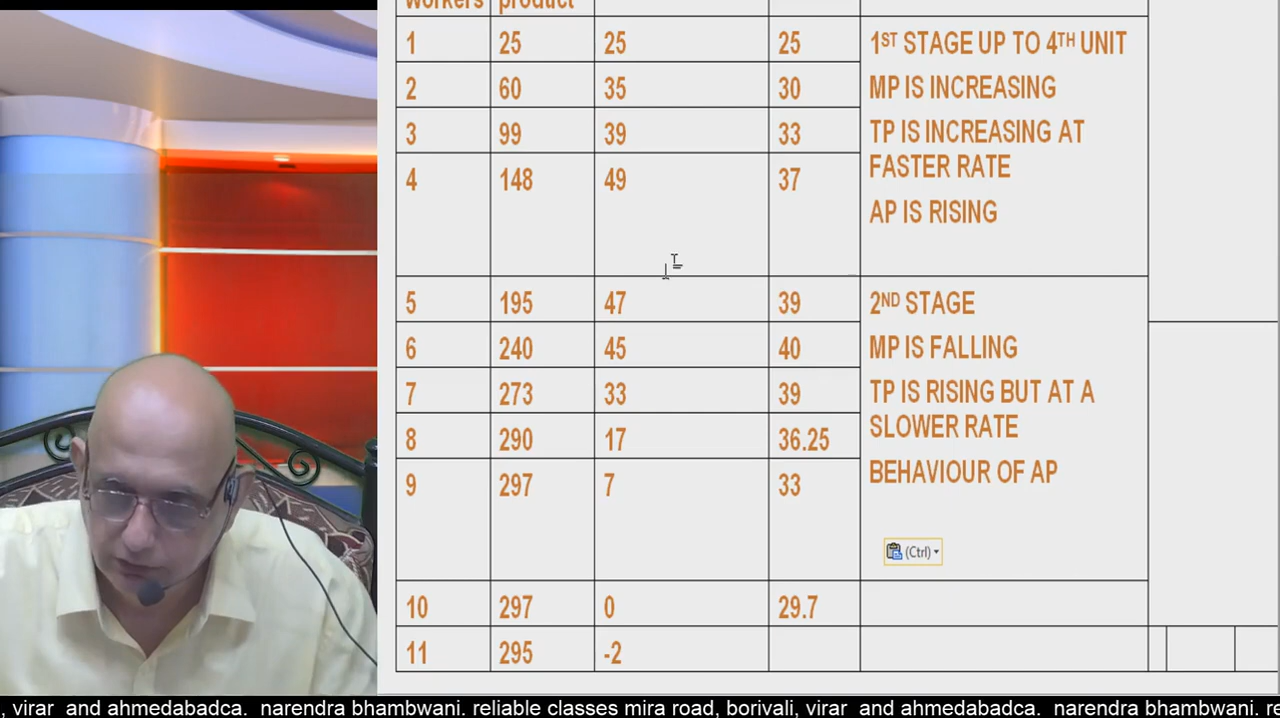 workers product
1 25 25 25 1ST STAGE UP TO 4TH UNIT
2 60 35 30 MP IS INCREASING
3 99 39 33 TP IS INCREASING AT
FASTER RATE
4 148 49 37
AP IS RISING
5 195 47 39 2ND STAGE
6 240 45 40 MP IS FALLING
7 273 33 39 TP IS RISING BUT AT A
SLOWER RATE
8 290 17 36.25
BEHAVIOUR OF AP
9 297 7 33
(Ctrl)
10 297 0 29.7
11 295 -2
, virar and ahmedabadca. narendra bhambwani. reliable classes mira road, borivali, virar and ahmedabadca. narendra bhambwani. re